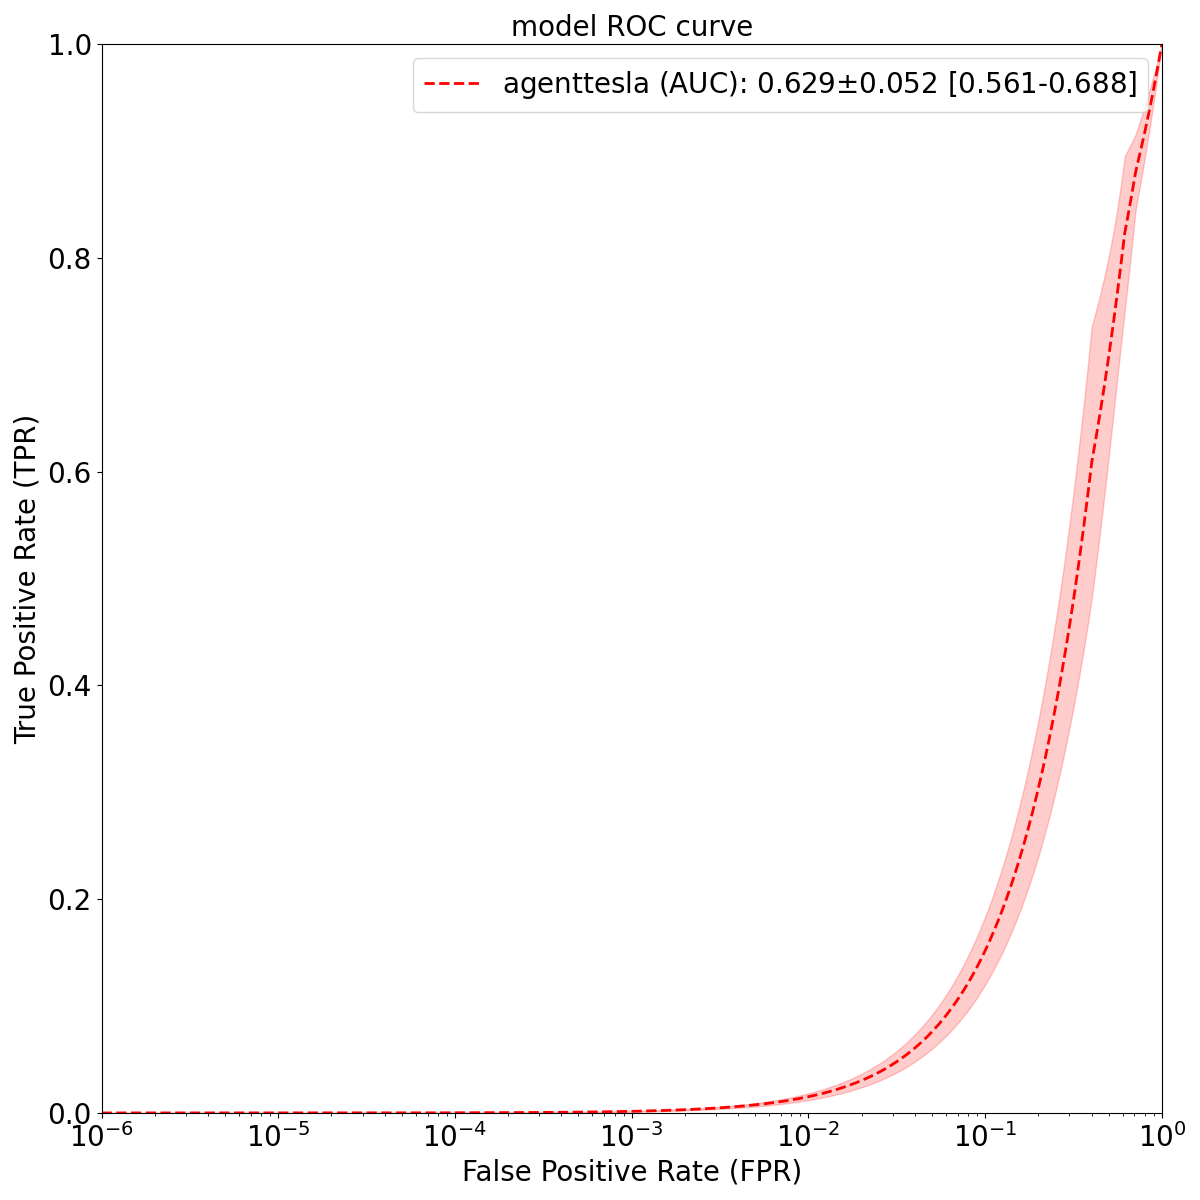 model ROC curve
agenttesla (AUC): 0.629±0.052 [0.561-0.688]
1.0
0.8
0.6
0.4
0.2
0.0
True Positive Rate (TPR)
10⁻⁶ 10⁻⁵ 10⁻⁴ 10⁻³ 10⁻² 10⁻¹ 10⁰
False Positive Rate (FPR)